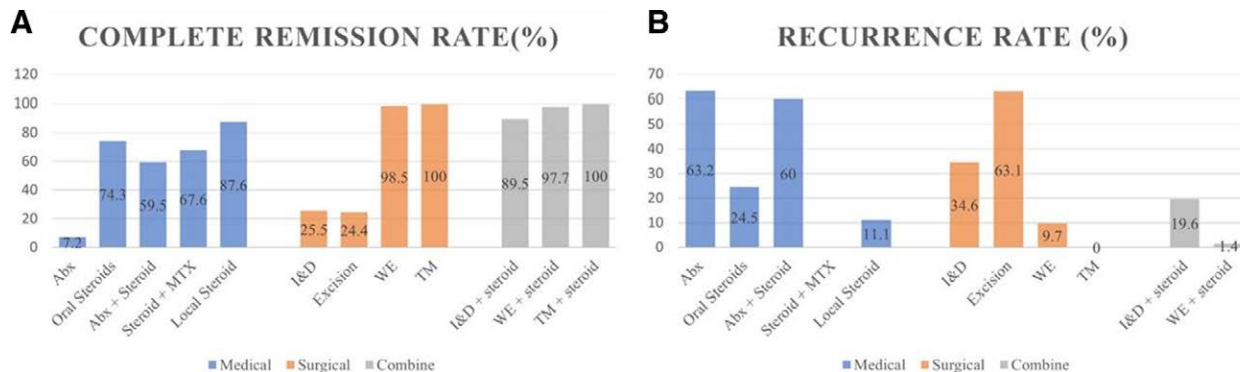 A
COMPLETE REMISSION RATE(%)
120
100
80
60
40
20
0
7.2
74.3
59.5
67.6
87.6
25.5
24.4
98.5
100
89.5
97.7
100
Abx
Oral Steroids
Abx + Steroid
Steroid + MTX
Local Steroid
I&D
Excision
WE
TM
I&D + steroid
WE + steroid
TM + steroid
Medical Surgical Combine
B
RECURRENCE RATE (%)
70
60
50
40
30
20
10
0
63.2
24.5
60
11.1
34.6
63.1
9.7
0
19.6
1.4
Abx
Oral Steroids
Abx + Steroid
Steroid + MTX
Local Steroid
I&D
Excision
WE
TM
I&D + steroid
WE + steroid
Medical Surgical Combine